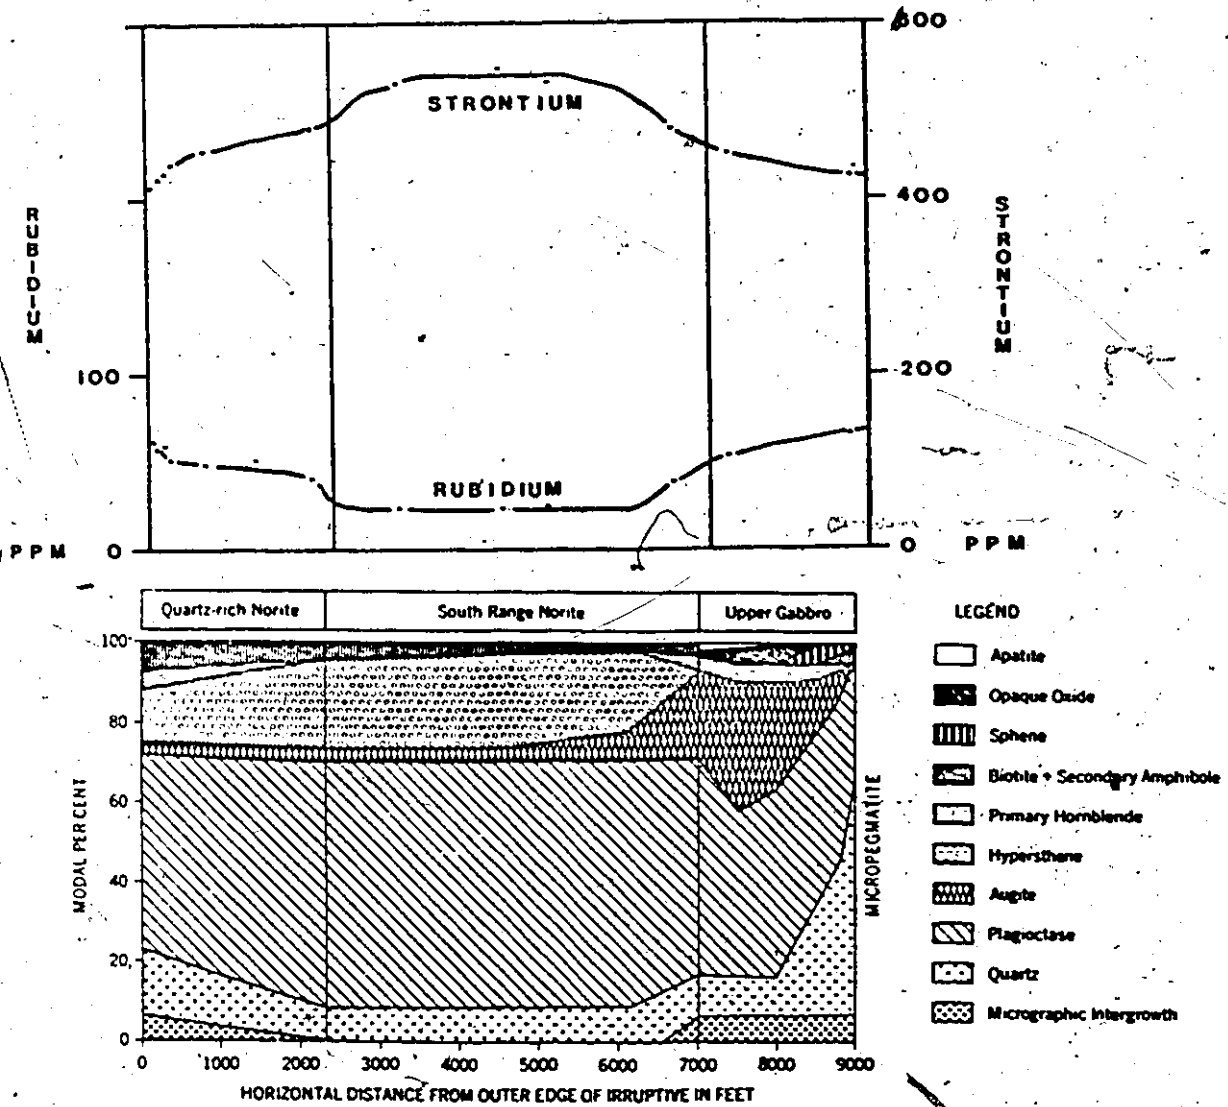 600
STRONTIUM
400
RUBIDIUM
STRONTIUM
100
200
RUBIDIUM
PPM
0
0
PPM
Quartz-rich Norite
South Range Norite
Upper Gabbro
LEGEND
100
80
60
40
20
0
MODAL PERCENT
MICROPEGMATITE
Apatite
Opaque Oxide
Sphene
Biotite + Secondary Amphibole
Primary Hornblende
Hypersthene
Augite
Plagioclase
Quartz
Micrographic Intergrowth
0 1000 2000 3000 4000 5000 6000 7000 8000 9000
HORIZONTAL DISTANCE FROM OUTER EDGE OF IRRUPTIVE IN FEET